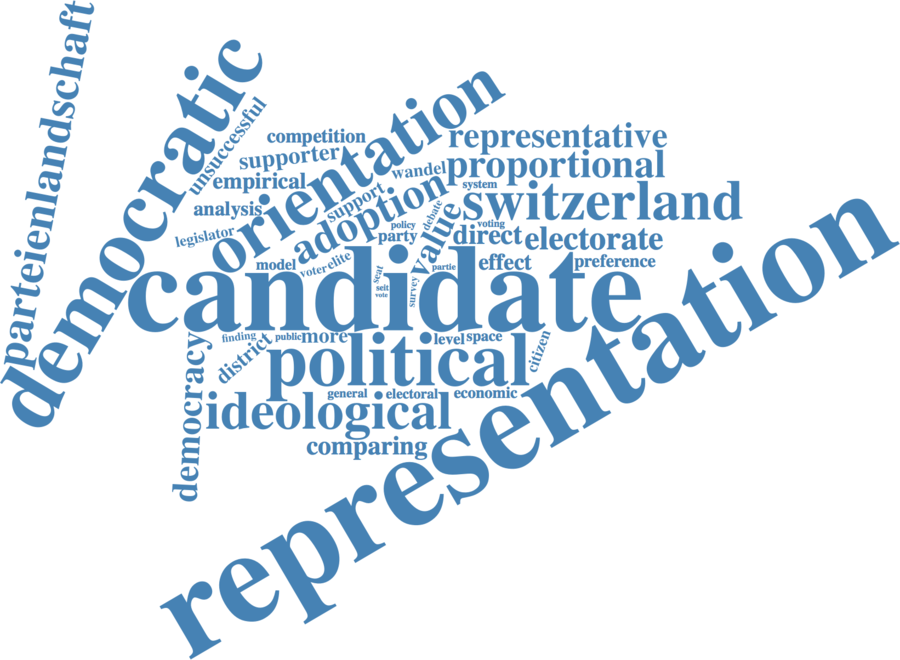 parteienlandschaft
democratic
unsuccessful
competition
supporter
empirical
analysis
legislator
orientation
support
adoption
wandel
representative
proportional
system
switzerland
debate
value
voting
policy
party
direct
electorate
model
voter
elite
candidate
seat
seit
vote
survey
partie
effect
preference
finding
public
more
district
political
level
space
citizen
democracy
general
electoral
economic
ideological
comparing
representation